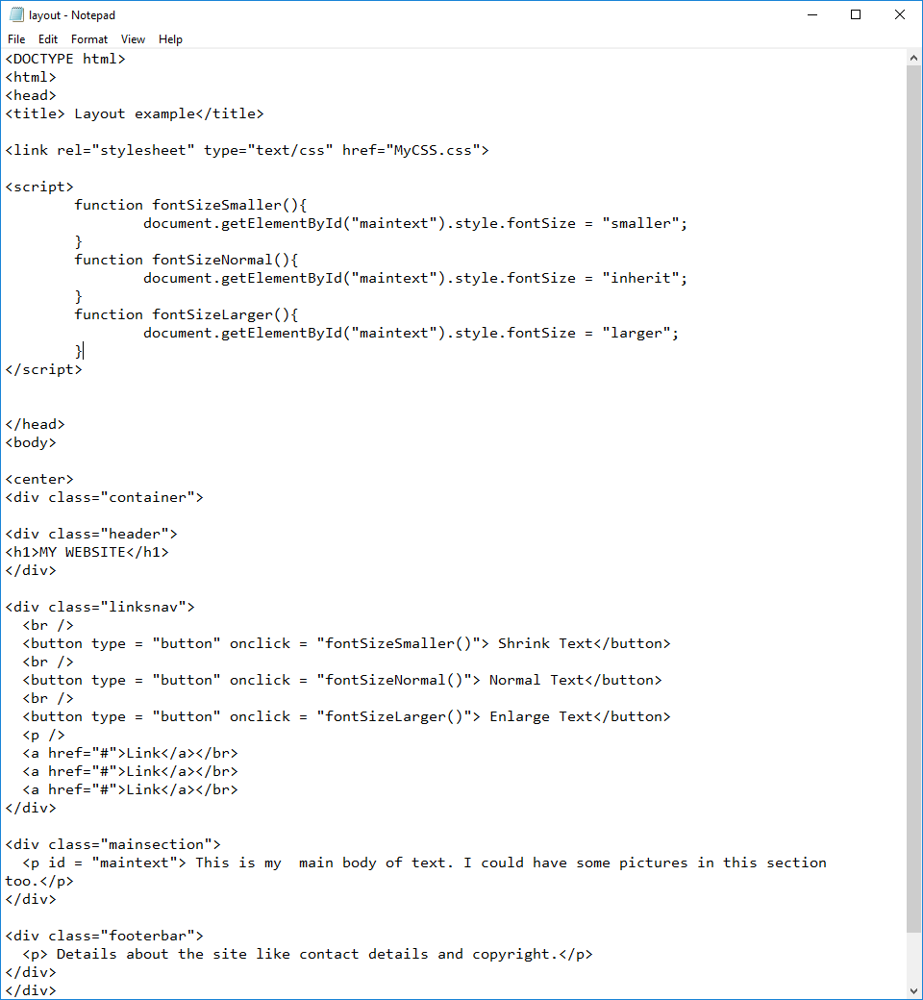 layout - Notepad
File Edit Format View Help
<DOCTYPE html>
<html>
<head>
<title> Layout example</title>

<link rel="stylesheet" type="text/css" href="MyCSS.css">

<script>
        function fontSizeSmaller(){
                document.getElementById("maintext").style.fontSize = "smaller";
        }
        function fontSizeNormal(){
                document.getElementById("maintext").style.fontSize = "inherit";
        }
        function fontSizeLarger(){
                document.getElementById("maintext").style.fontSize = "larger";
        }
</script>


</head>
<body>

<center>
<div class="container">

<div class="header">
<h1>MY WEBSITE</h1>
</div>

<div class="linksnav">
  <br />
  <button type = "button" onclick = "fontSizeSmaller()"> Shrink Text</button>
  <br />
  <button type = "button" onclick = "fontSizeNormal()"> Normal Text</button>
  <br />
  <button type = "button" onclick = "fontSizeLarger()"> Enlarge Text</button>
  <p />
  <a href="#">Link</a></br>
  <a href="#">Link</a></br>
  <a href="#">Link</a></br>
</div>

<div class="mainsection">
  <p id = "maintext"> This is my  main body of text. I could have some pictures in this section
too.</p>
</div>

<div class="footerbar">
  <p> Details about the site like contact details and copyright.</p>
</div>
</div>